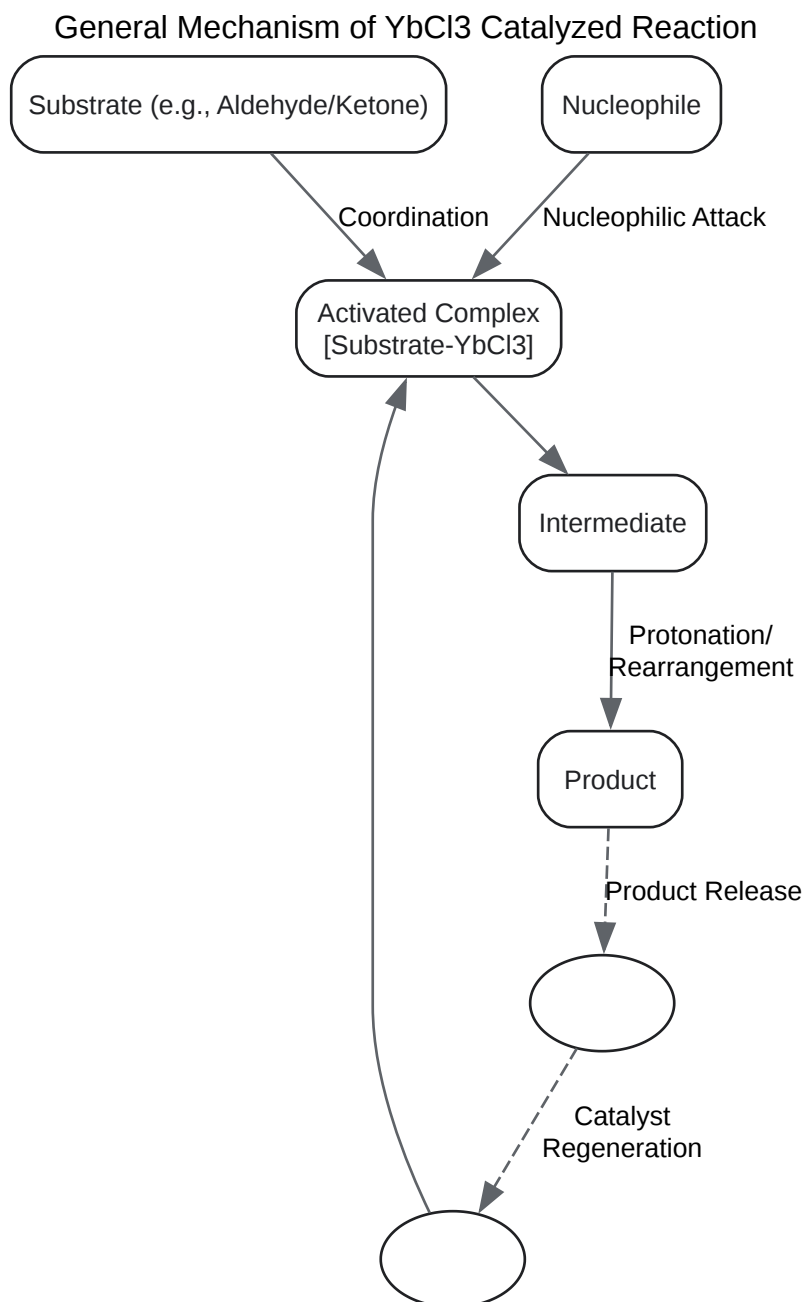 General Mechanism of YbCl3 Catalyzed Reaction
Substrate (e.g., Aldehyde/Ketone)
Nucleophile
Coordination
Nucleophilic Attack
Activated Complex
[Substrate-YbCl3]
Intermediate
Protonation/
Rearrangement
Product
Product Release
Catalyst
Regeneration